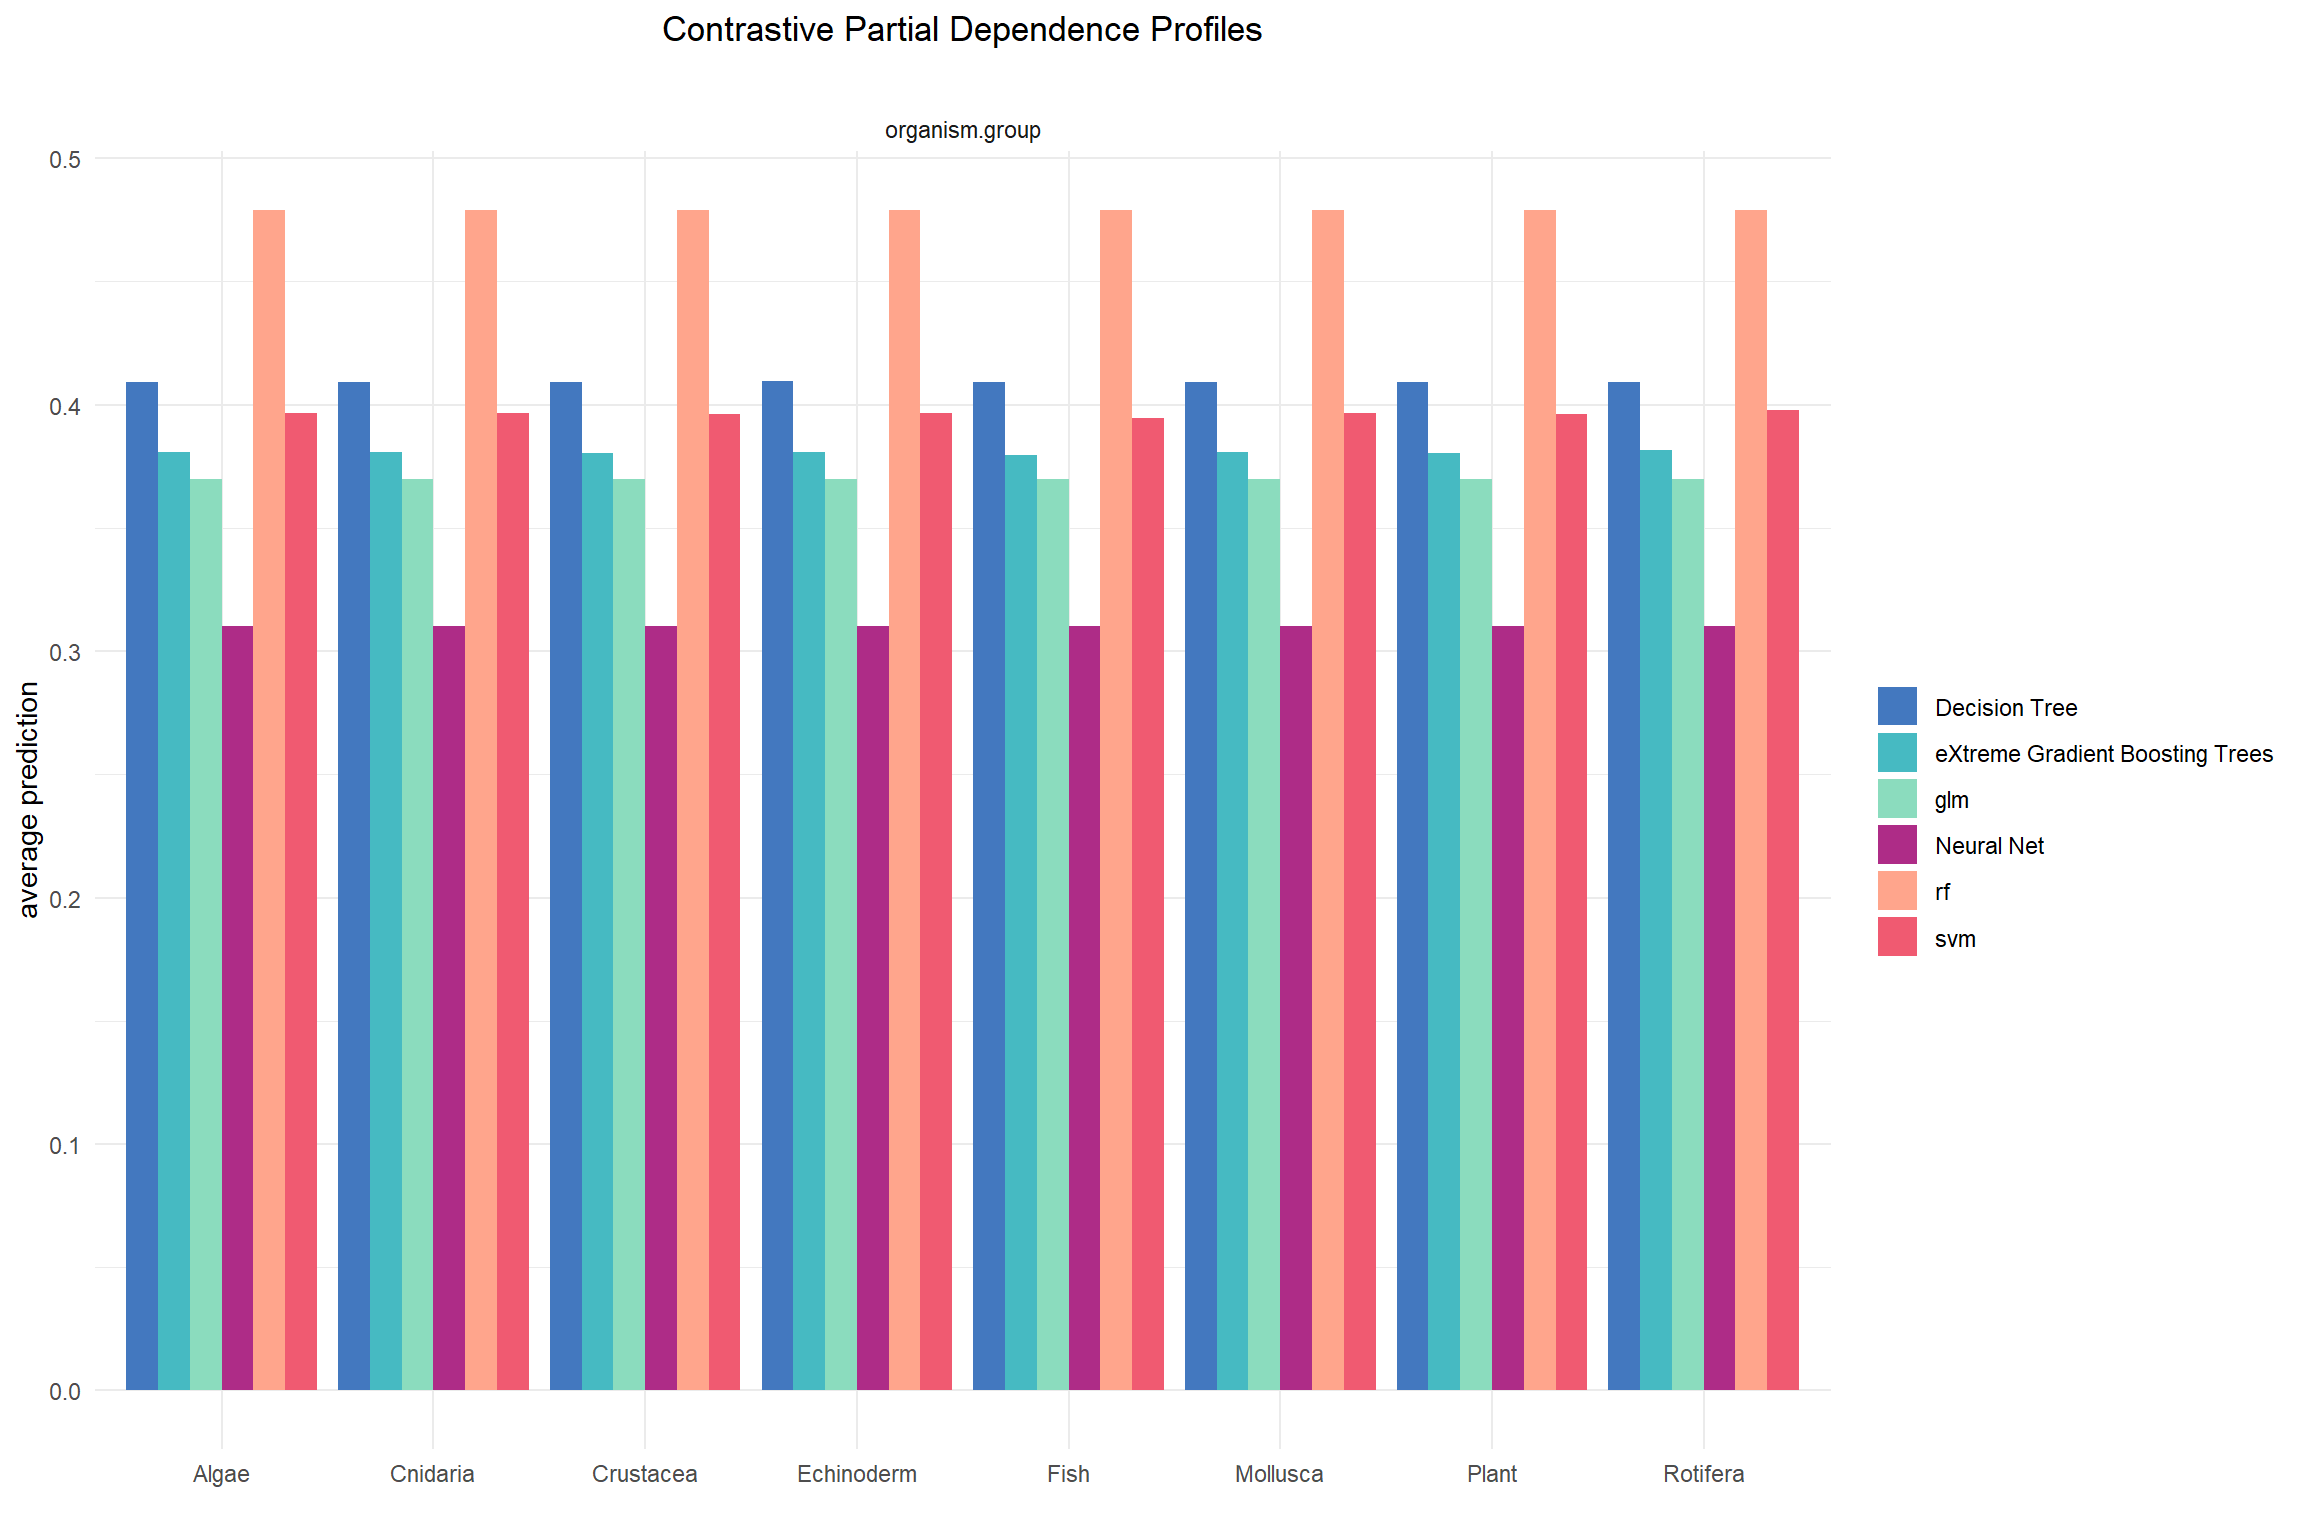 Contrastive Partial Dependence Profiles
organism.group
0.5
0.4
0.3
0.2
0.1
0.0
average prediction
Algae
Cnidaria
Crustacea
Echinoderm
Fish
Mollusca
Plant
Rotifera
Decision Tree
eXtreme Gradient Boosting Trees
glm
Neural Net
rf
svm